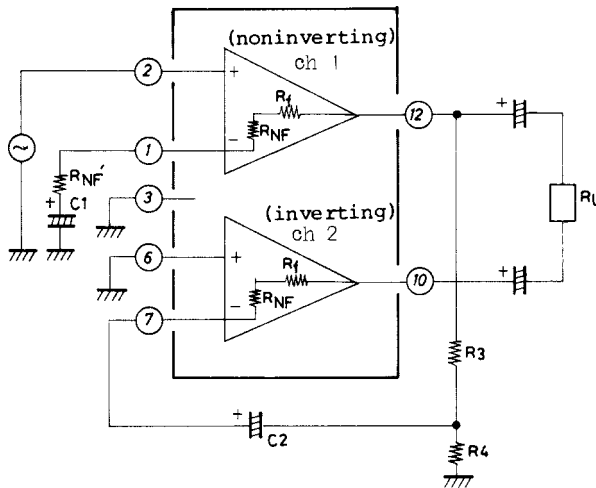 (noninverting)
ch 1
2
+
Rf
+
12
RNF
~
1
−
RNF'
+
C1
3
(inverting)
ch 2
RL
6
+
Rf
+
10
RNF
7
−
R3
+
C2
R4